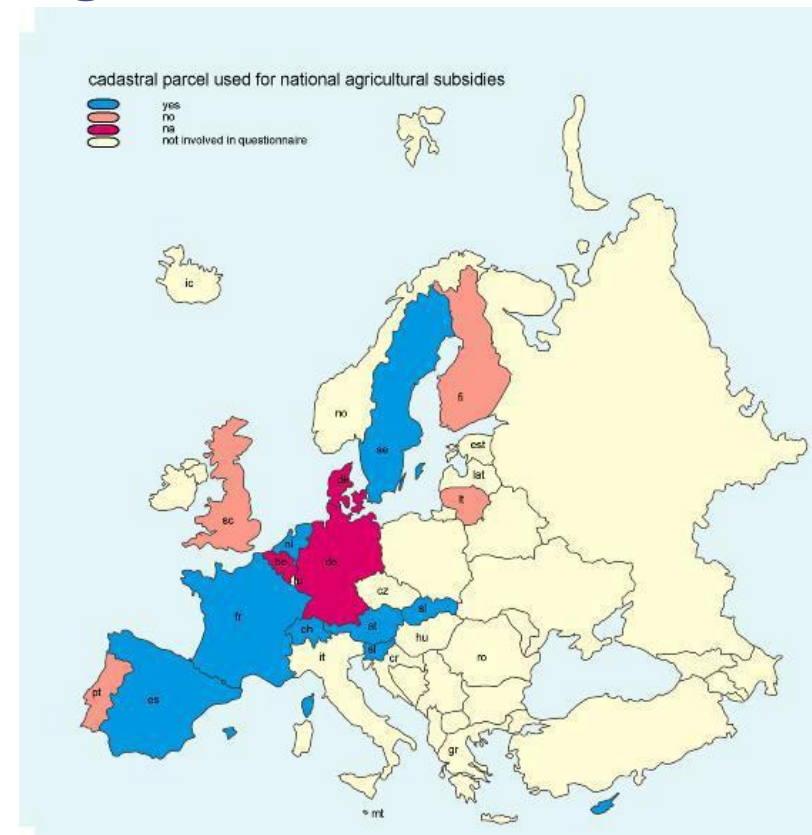 cadastral parcel used for national agricultural subsidies
yes
no
na
not involved in questionnaire
ic
no
fi
se
est
lat
lt
dk
sc
nl
be
de
lu
cz
sl
fr
ch
at
hu
sl
it
cr
ro
pt
es
gr
mt